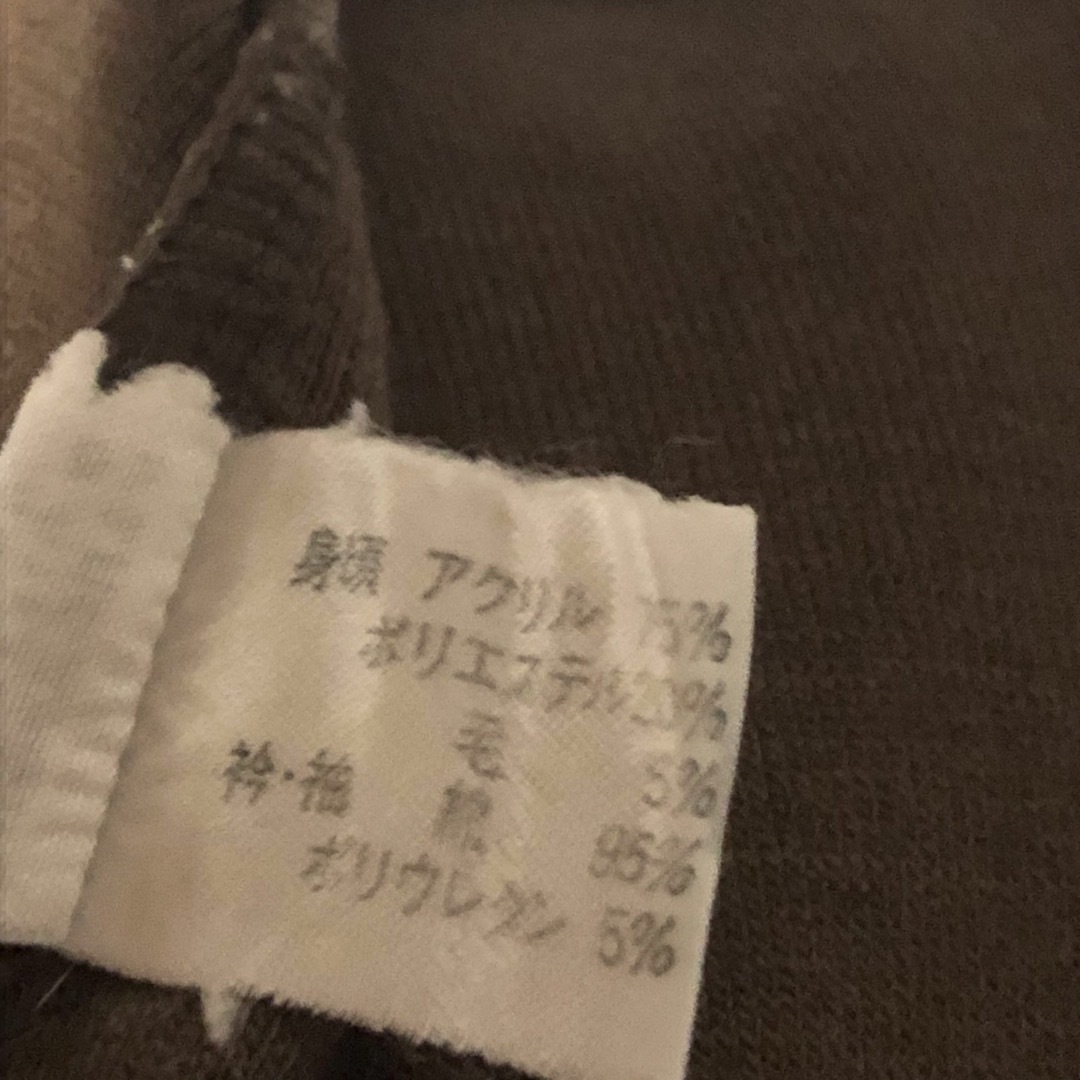 身頃 アクリル 75%
ポリエステル 20%
毛 5%
衿・袖 綿 95%
ポリウレタン 5%